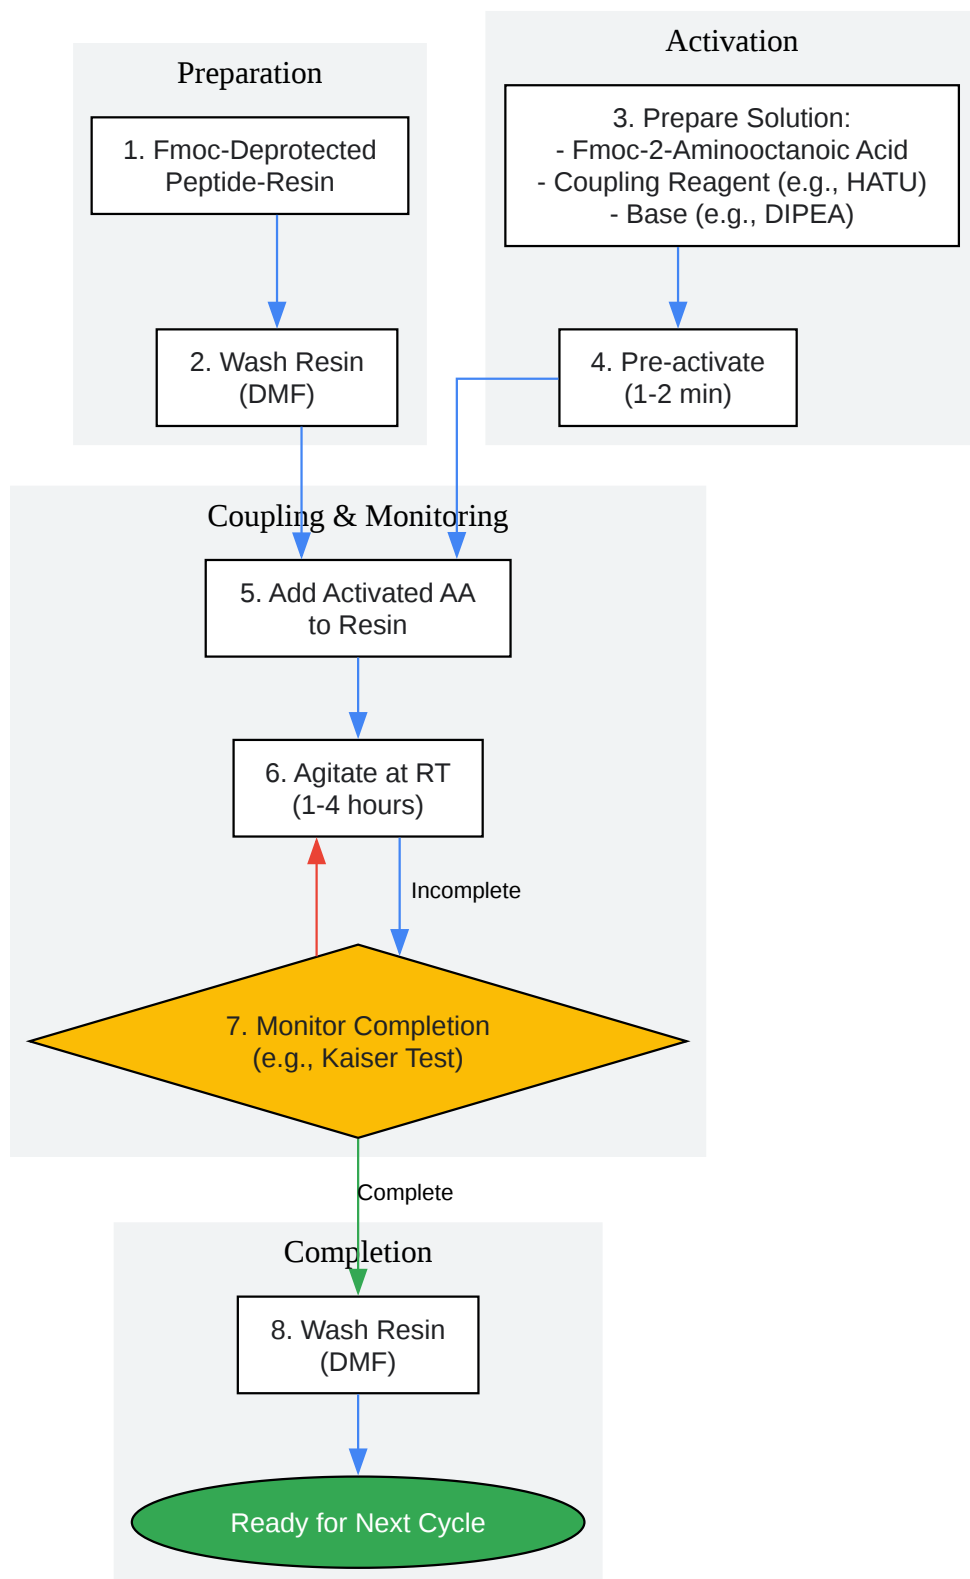 Preparation
1. Fmoc-Deprotected
Peptide-Resin
2. Wash Resin
(DMF)
Activation
3. Prepare Solution:
- Fmoc-2-Aminooctanoic Acid
- Coupling Reagent (e.g., HATU)
- Base (e.g., DIPEA)
4. Pre-activate
(1-2 min)
Coupling & Monitoring
5. Add Activated AA
to Resin
6. Agitate at RT
(1-4 hours)
Incomplete
7. Monitor Completion
(e.g., Kaiser Test)
Complete
Completion
8. Wash Resin
(DMF)
Ready for Next Cycle